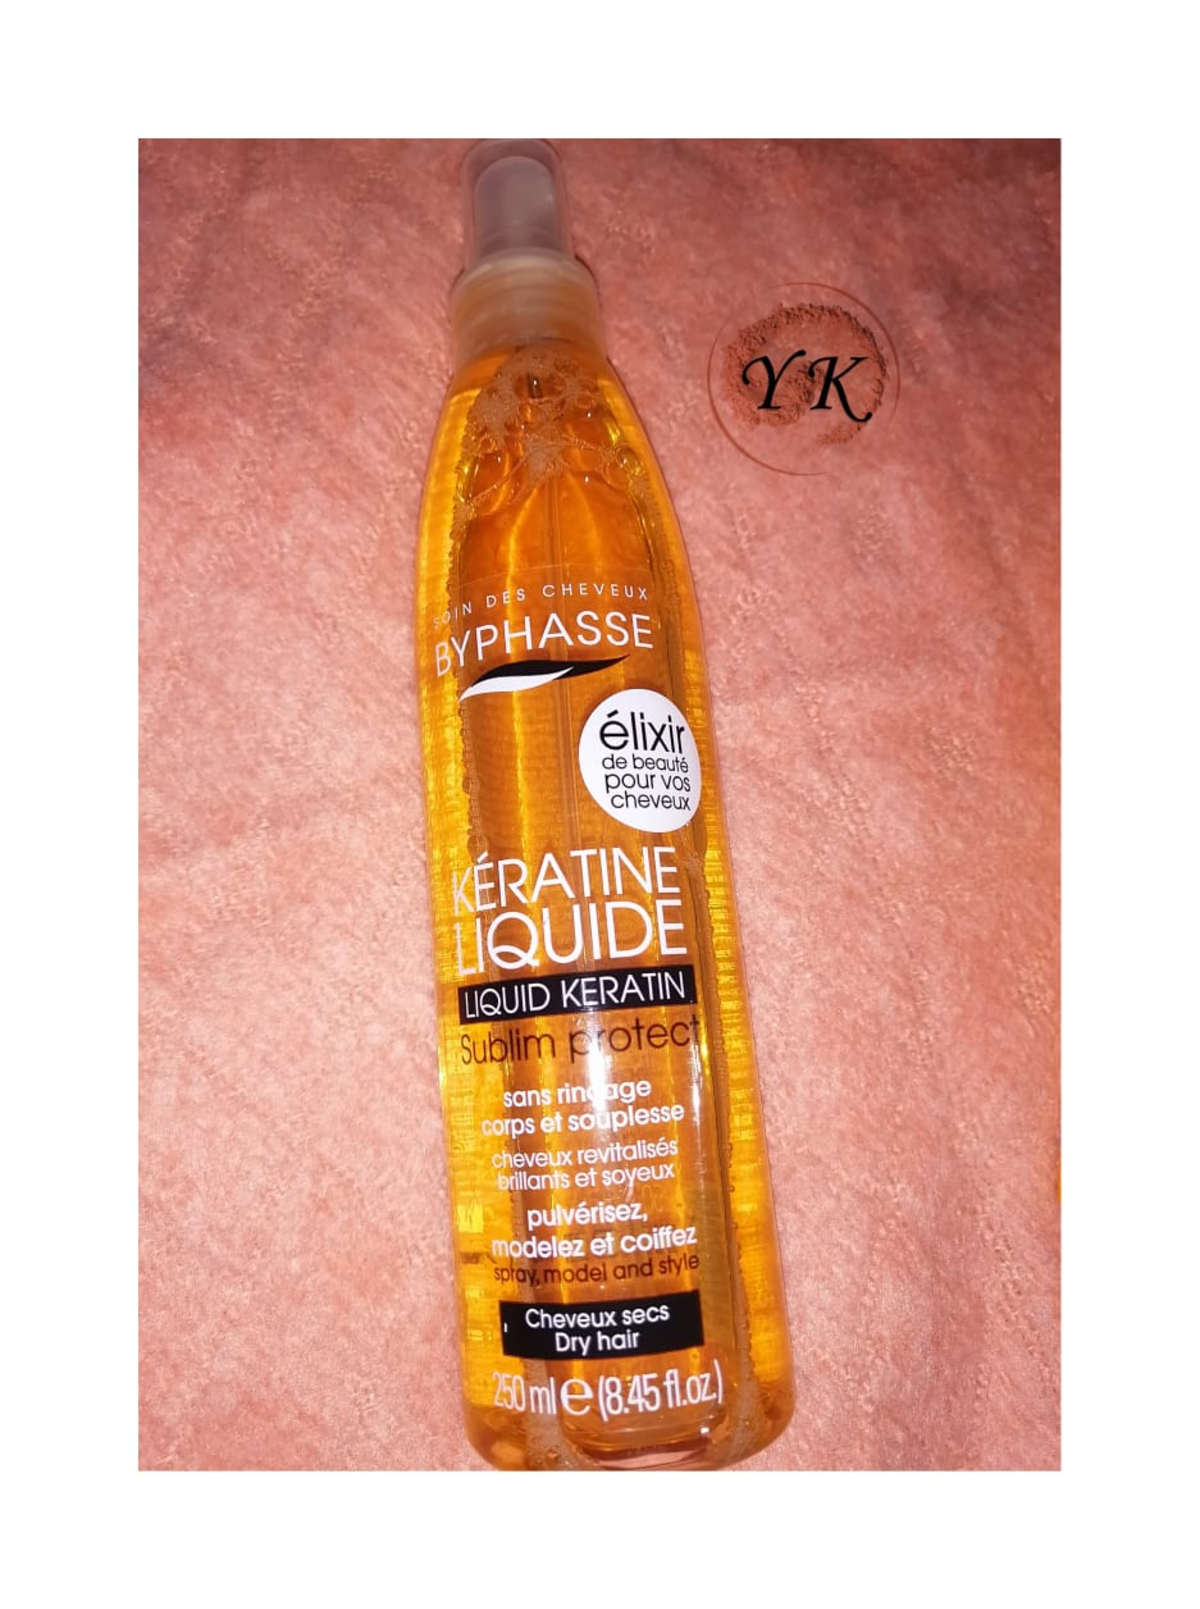 YK
SOIN DES CHEVEUX
BYPHASSE
élixir
de beauté
pour vos
cheveux
KÉRATINE
LIQUIDE
LIQUID KERATIN
Sublim protect
sans rinçage
corps et souplesse
cheveux revitalisés
brillants et soyeux
pulvérisez,
modelez et coiffez
spray, model and style
Cheveux secs
Dry hair
250 ml e (8.45 fl.oz.)